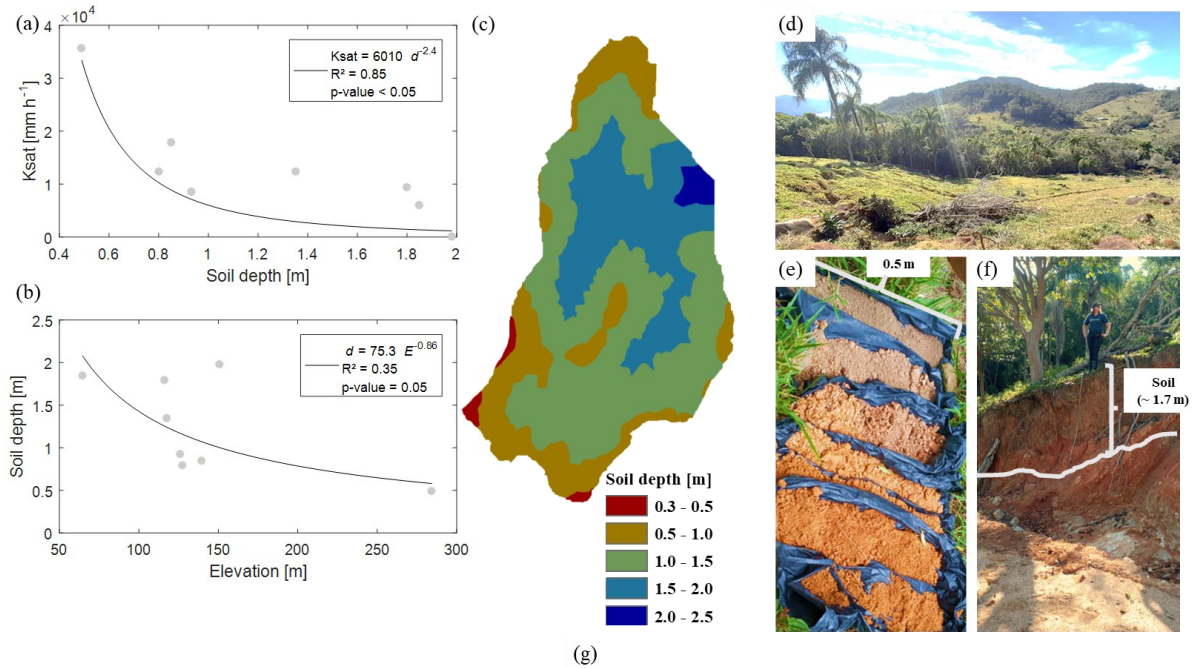 (a)
× 10⁴
4
3
2
1
0
Ksat [mm h⁻¹]
Ksat = 6010 d⁻²·⁴
R² = 0.85
p-value < 0.05
0.4 0.6 0.8 1 1.2 1.4 1.6 1.8 2
Soil depth [m]
(b)
2.5
2
1.5
1
0.5
0
Soil depth [m]
d = 75.3 E⁻⁰·⁸⁶
R² = 0.35
p-value = 0.05
50 100 150 200 250 300
Elevation [m]
(c)
Soil depth [m]
0.3 - 0.5
0.5 - 1.0
1.0 - 1.5
1.5 - 2.0
2.0 - 2.5
(d)
(e)
0.5 m
(f)
Soil
(~ 1.7 m)
(g)